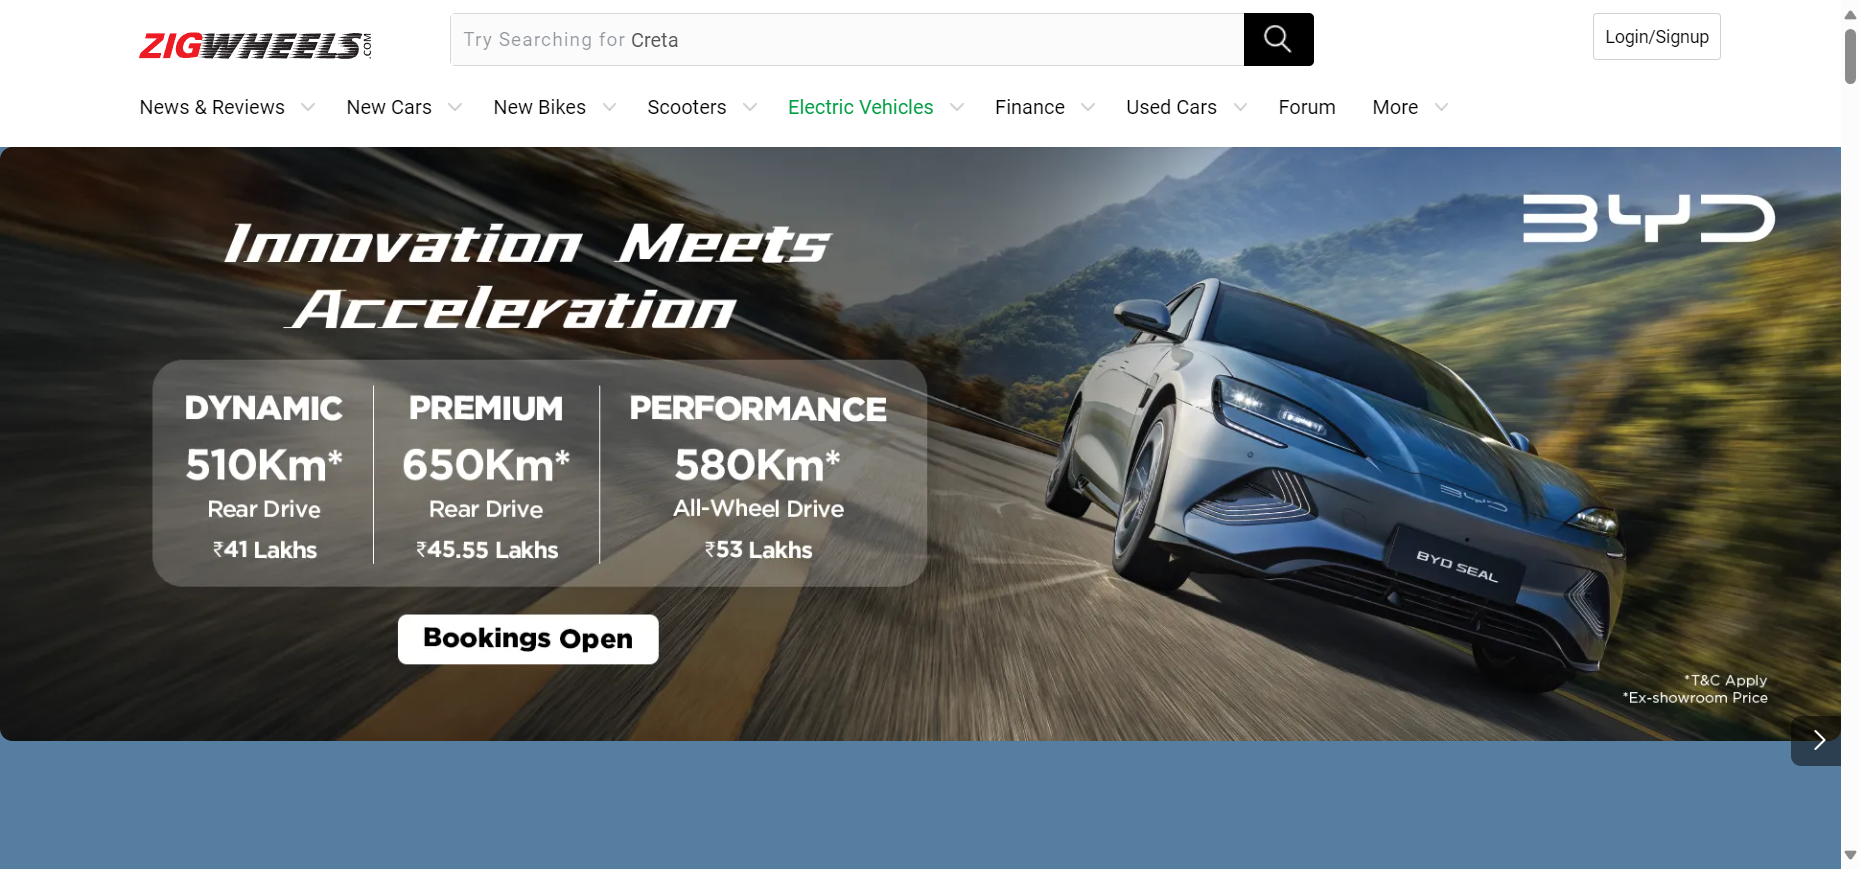 ZIGWHEELS.COM
Try Searching for Creta
Login/Signup
News & Reviews
New Cars
New Bikes
Scooters
Electric Vehicles
Finance
Used Cars
Forum
More
BYD
Innovation Meets
Acceleration
DYNAMIC
510Km*
Rear Drive
₹41 Lakhs
PREMIUM
650Km*
Rear Drive
₹45.55 Lakhs
PERFORMANCE
580Km*
All-Wheel Drive
₹53 Lakhs
Bookings Open
BYD
BYD SEAL
*T&C Apply
*Ex-showroom Price